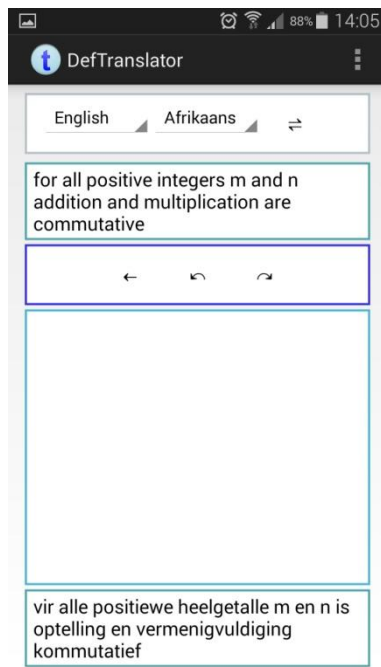 88% 14:05
t DefTranslator
English Afrikaans
for all positive integers m and n
addition and multiplication are
commutative
vir alle positiewe heelgetalle m en n is
optelling en vermenigvuldiging
kommutatief